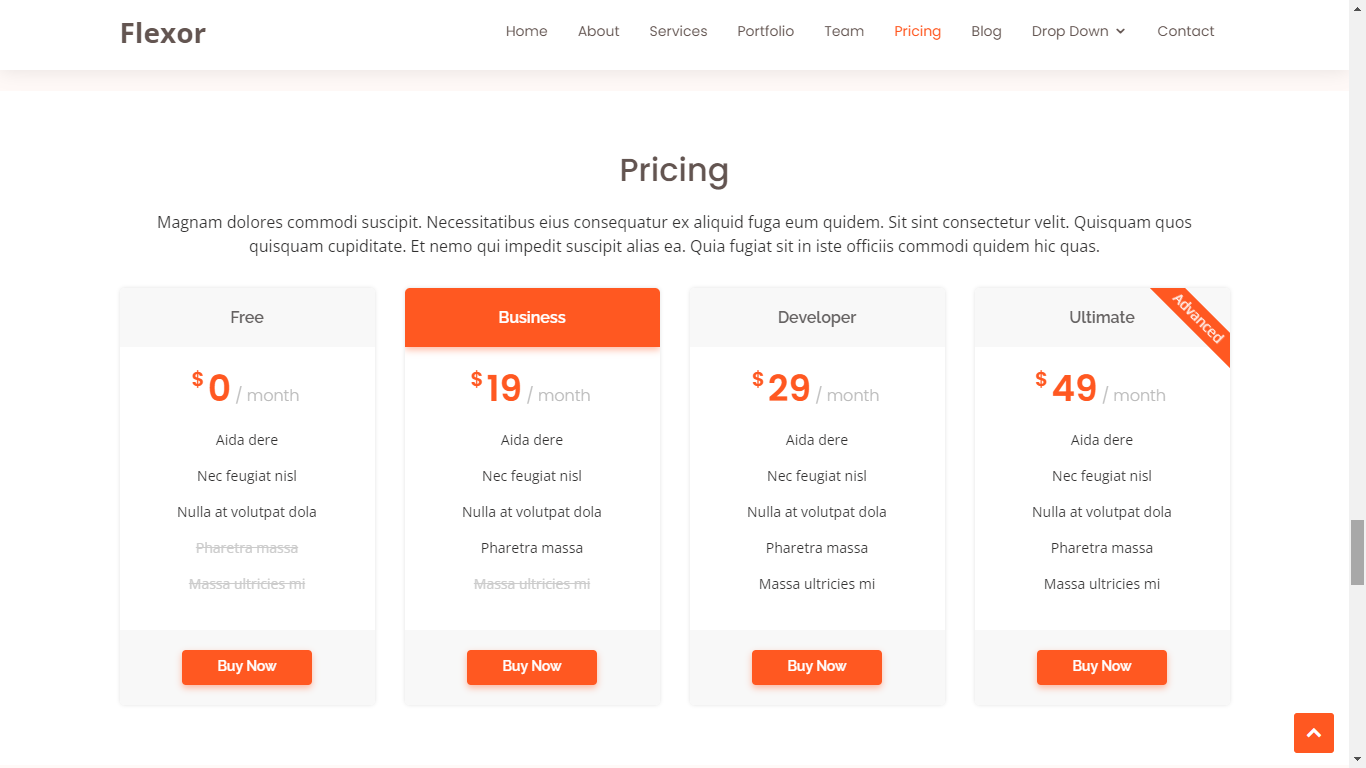 Flexor
Home About Services Portfolio Team Pricing Blog Drop Down Contact
Pricing
Magnam dolores commodi suscipit. Necessitatibus eius consequatur ex aliquid fuga eum quidem. Sit sint consectetur velit. Quisquam quos
quisquam cupiditate. Et nemo qui impedit suscipit alias ea. Quia fugiat sit in iste officiis commodi quidem hic quas.
Free
$0 / month
Aida dere
Nec feugiat nisl
Nulla at volutpat dola
Pharetra massa
Massa ultricies mi
Buy Now
Business
$19 / month
Aida dere
Nec feugiat nisl
Nulla at volutpat dola
Pharetra massa
Massa ultricies mi
Buy Now
Developer
$29 / month
Aida dere
Nec feugiat nisl
Nulla at volutpat dola
Pharetra massa
Massa ultricies mi
Buy Now
Ultimate
Advanced
$49 / month
Aida dere
Nec feugiat nisl
Nulla at volutpat dola
Pharetra massa
Massa ultricies mi
Buy Now